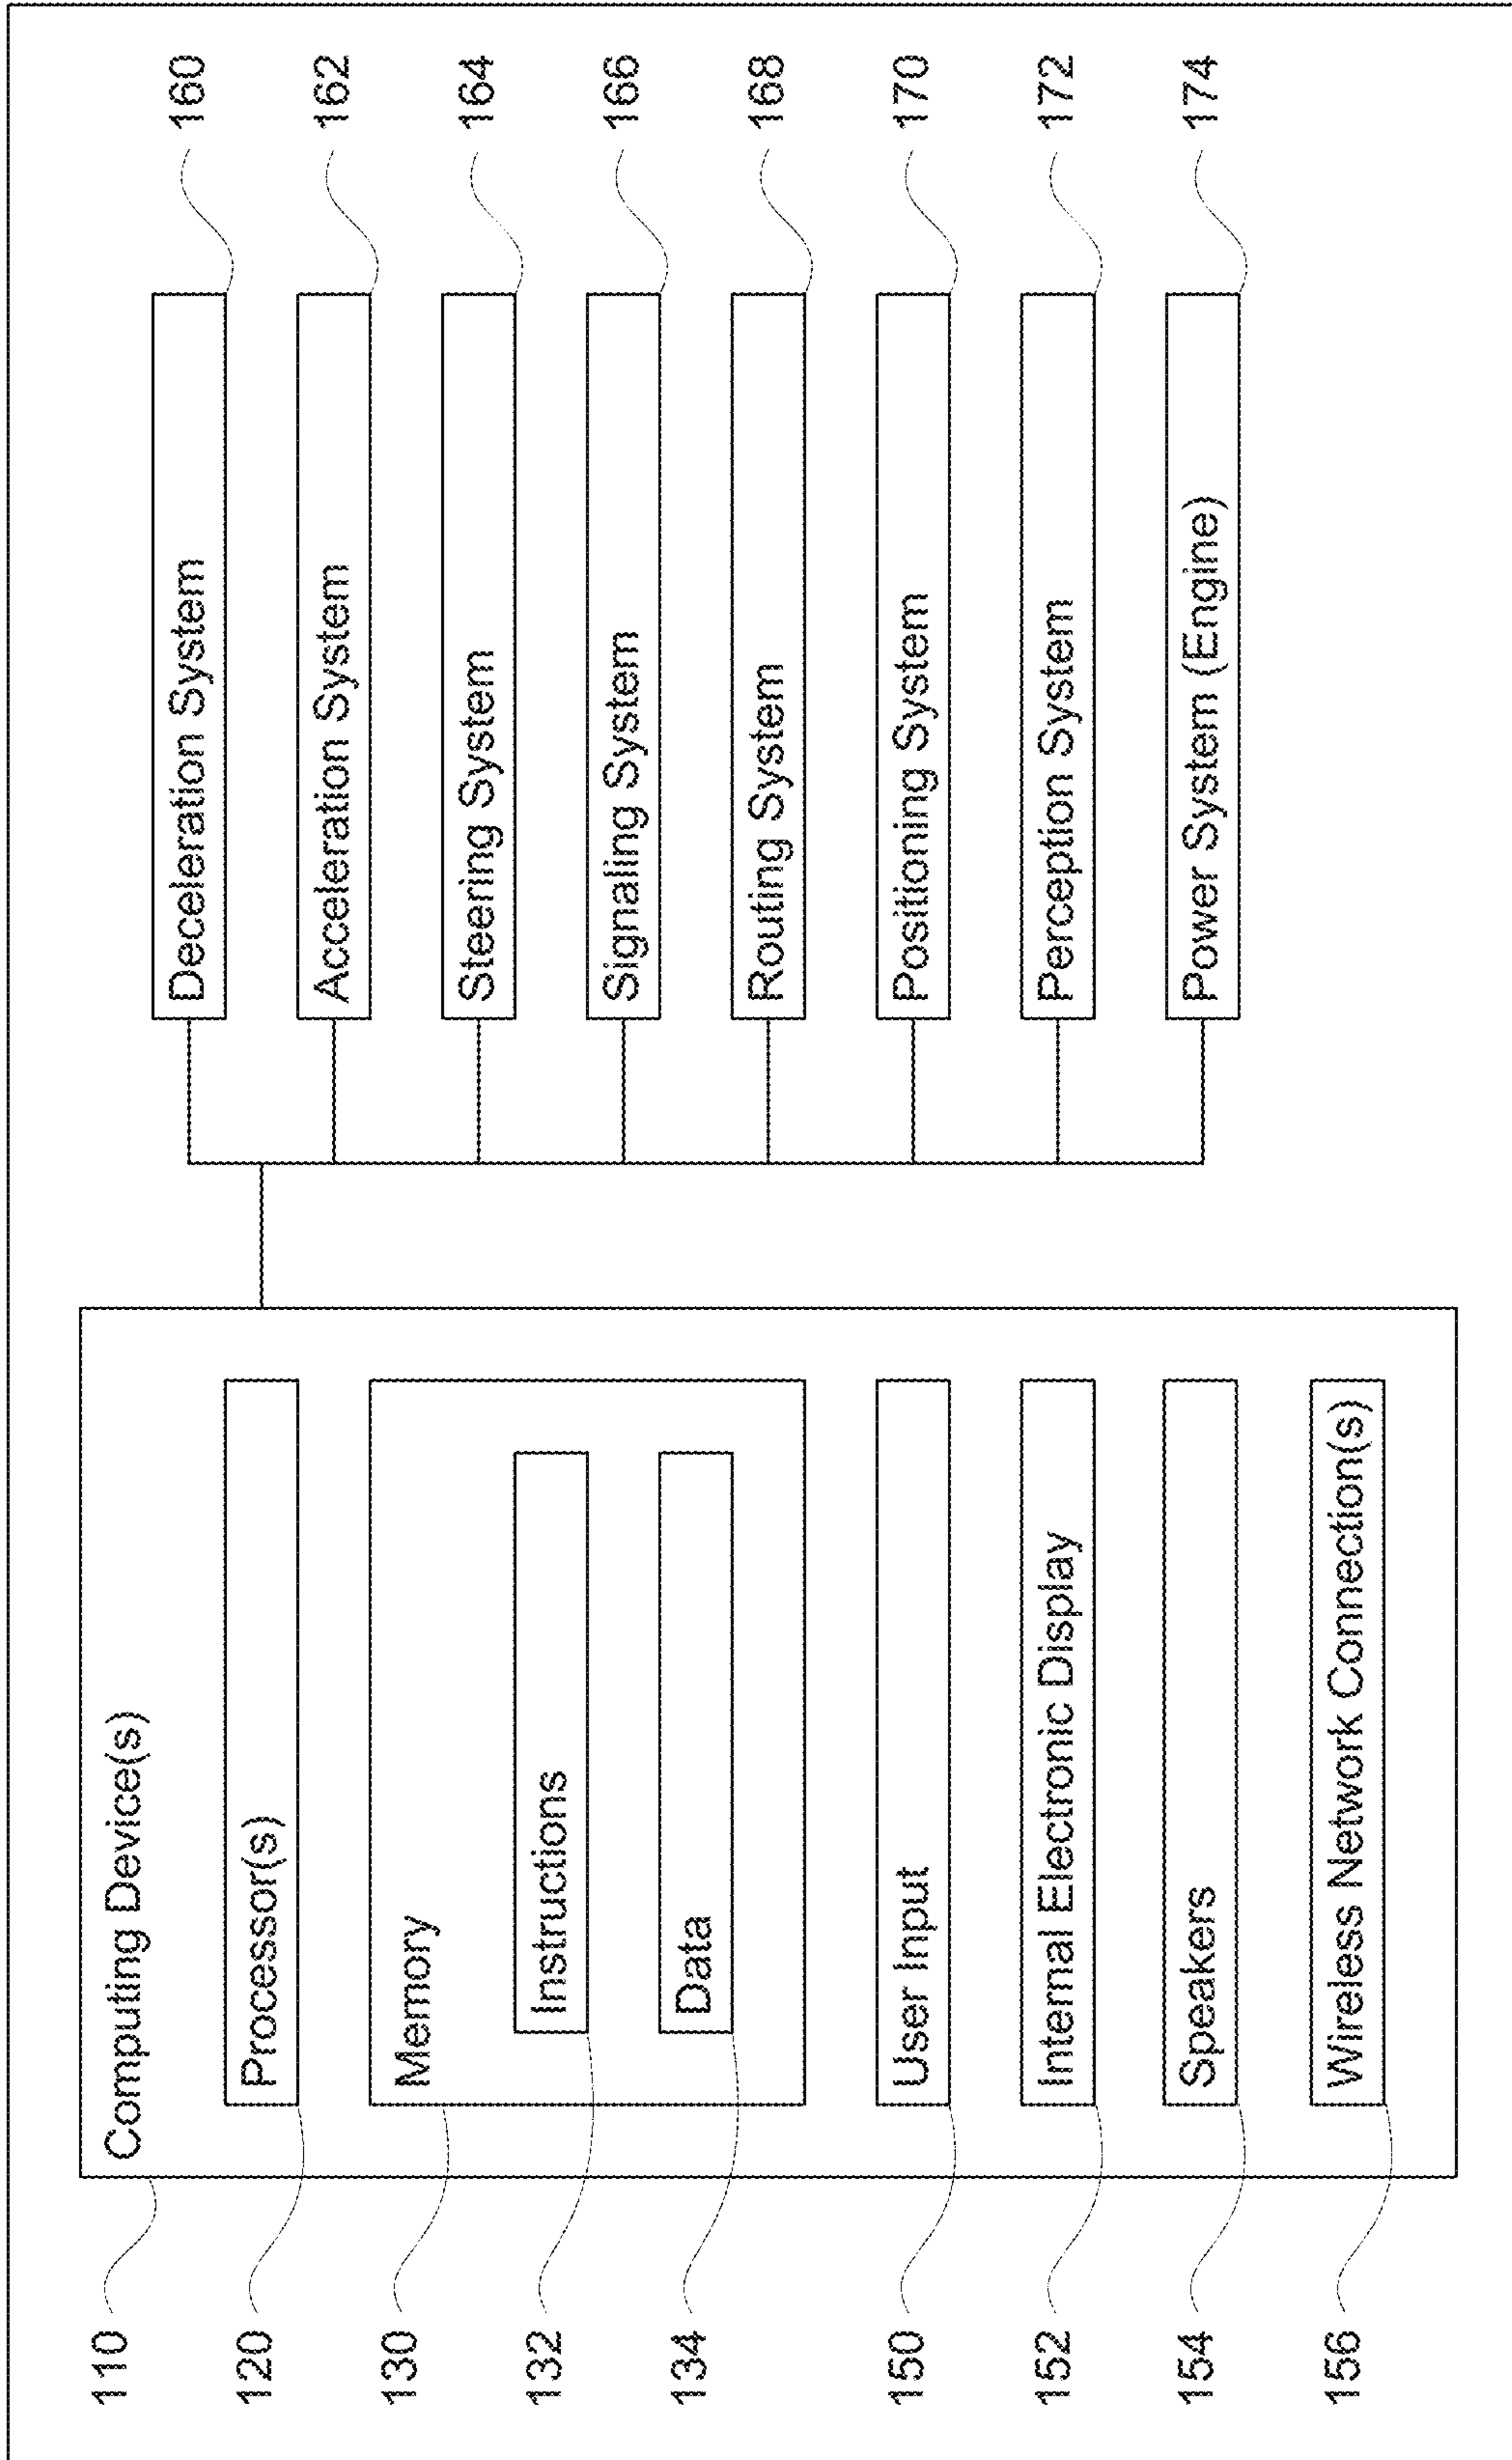 110
Computing Device(s)
120
Processor(s)
130
Memory
132
Instructions
134
Data
150
User Input
152
Internal Electronic Display
154
Speakers
156
Wireless Network Connection(s)
Deceleration System
160
Acceleration System
162
Steering System
164
Signaling System
166
Routing System
168
Positioning System
170
Perception System
172
Power System (Engine)
174